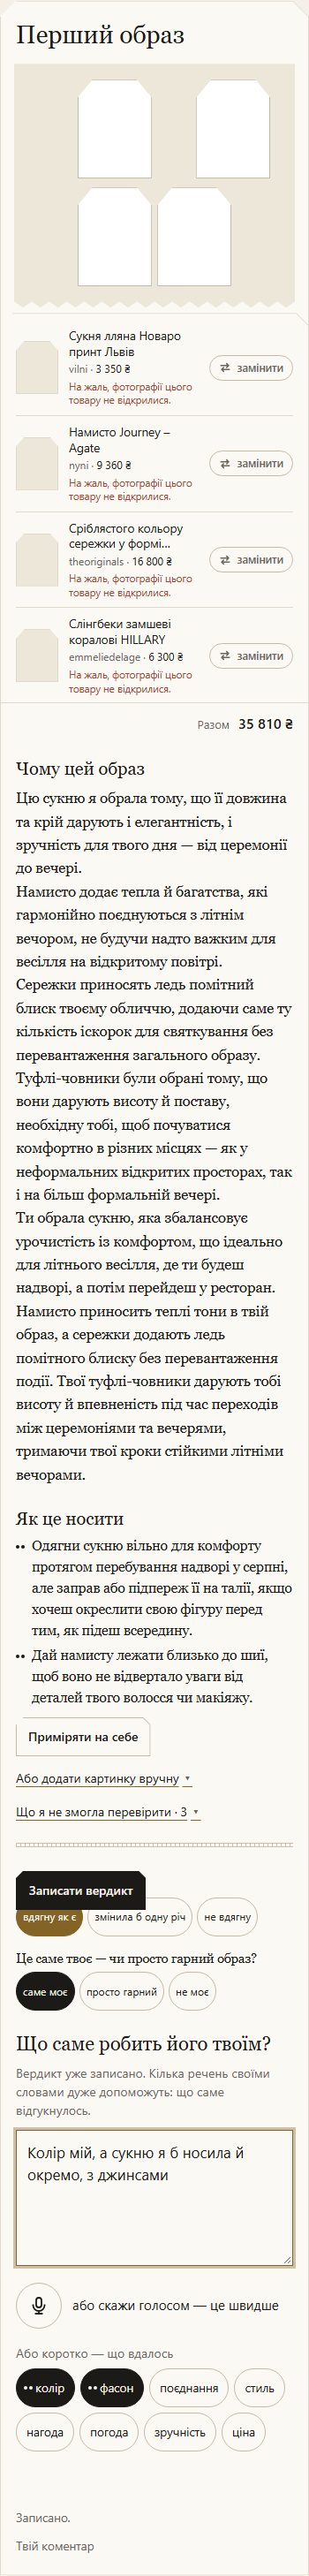 Перший образ
Сукня лляна Новаро
принт Львів
vilni · 3 350 ₴
На жаль, фотографії цього
товару не відкрилися.
замінити
Намисто Journey –
Agate
nyni · 9 360 ₴
На жаль, фотографії цього
товару не відкрилися.
замінити
Сріблястого кольору
сережки у формі...
theoriginals · 16 800 ₴
На жаль, фотографії цього
товару не відкрилися.
замінити
Слінгбеки замшеві
коралові HILLARY
emmeliedelage · 6 300 ₴
На жаль, фотографії цього
товару не відкрилися.
замінити
Разом 35 810 ₴
Чому цей образ
Цю сукню я обрала тому, що її довжина
та крій дарують і елегантність, і
зручність для твого дня — від церемонії
до вечері.
Намисто додає тепла й багатства, які
гармонійно поєднуються з літнім
вечором, не будучи надто важким для
весілля на відкритому повітрі.
Сережки приносять ледь помітний
блиск твоєму обличчю, додаючи саме ту
кількість іскорок для святкування без
перевантаження загального образу.
Туфлі-човники були обрані тому, що
вони дарують висоту й поставу,
необхідну тобі, щоб почуватися
комфортно в різних місцях — як у
неформальних відкритих просторах, так
і на більш формальній вечері.
Ти обрала сукню, яка збалансовує
урочистість із комфортом, що ідеально
для літнього весілля, де ти будеш
надворі, а потім перейдеш у ресторан.
Намисто приносить теплі тони в твій
образ, а сережки додають ледь
помітного блиску без перевантаження
події. Твої туфлі-човники дарують тобі
висоту й впевненість під час переходів
між церемоніями та вечерями,
тримаючи твої кроки стійкими літніми
вечорами.
Як це носити
Одягни сукню вільно для комфорту
протягом перебування надворі у серпні,
але заправ або підпереж її на талії, якщо
хочеш окреслити свою фігуру перед
тим, як підеш всередину.
Дай намисту лежати близько до шиї,
щоб воно не відвертало уваги від
деталей твого волосся чи макіяжу.
Приміряти на себе
Або додати картинку вручну
Що я не змогла перевірити · 3
Записати вердикт
вдягну як є
змінила б одну річ
не вдягну
Це саме твоє — чи просто гарний образ?
саме моє
просто гарний
не моє
Що саме робить його твоїм?
Вердикт уже записано. Кілька речень своїми
словами дуже допоможуть: що саме
відгукнулось.
Колір мій, а сукню я б носила й
окремо, з джинсами
або скажи голосом — це швидше
Або коротко — що вдалось
колір
фасон
поєднання
стиль
нагода
погода
зручність
ціна
Записано.
Твій коментар